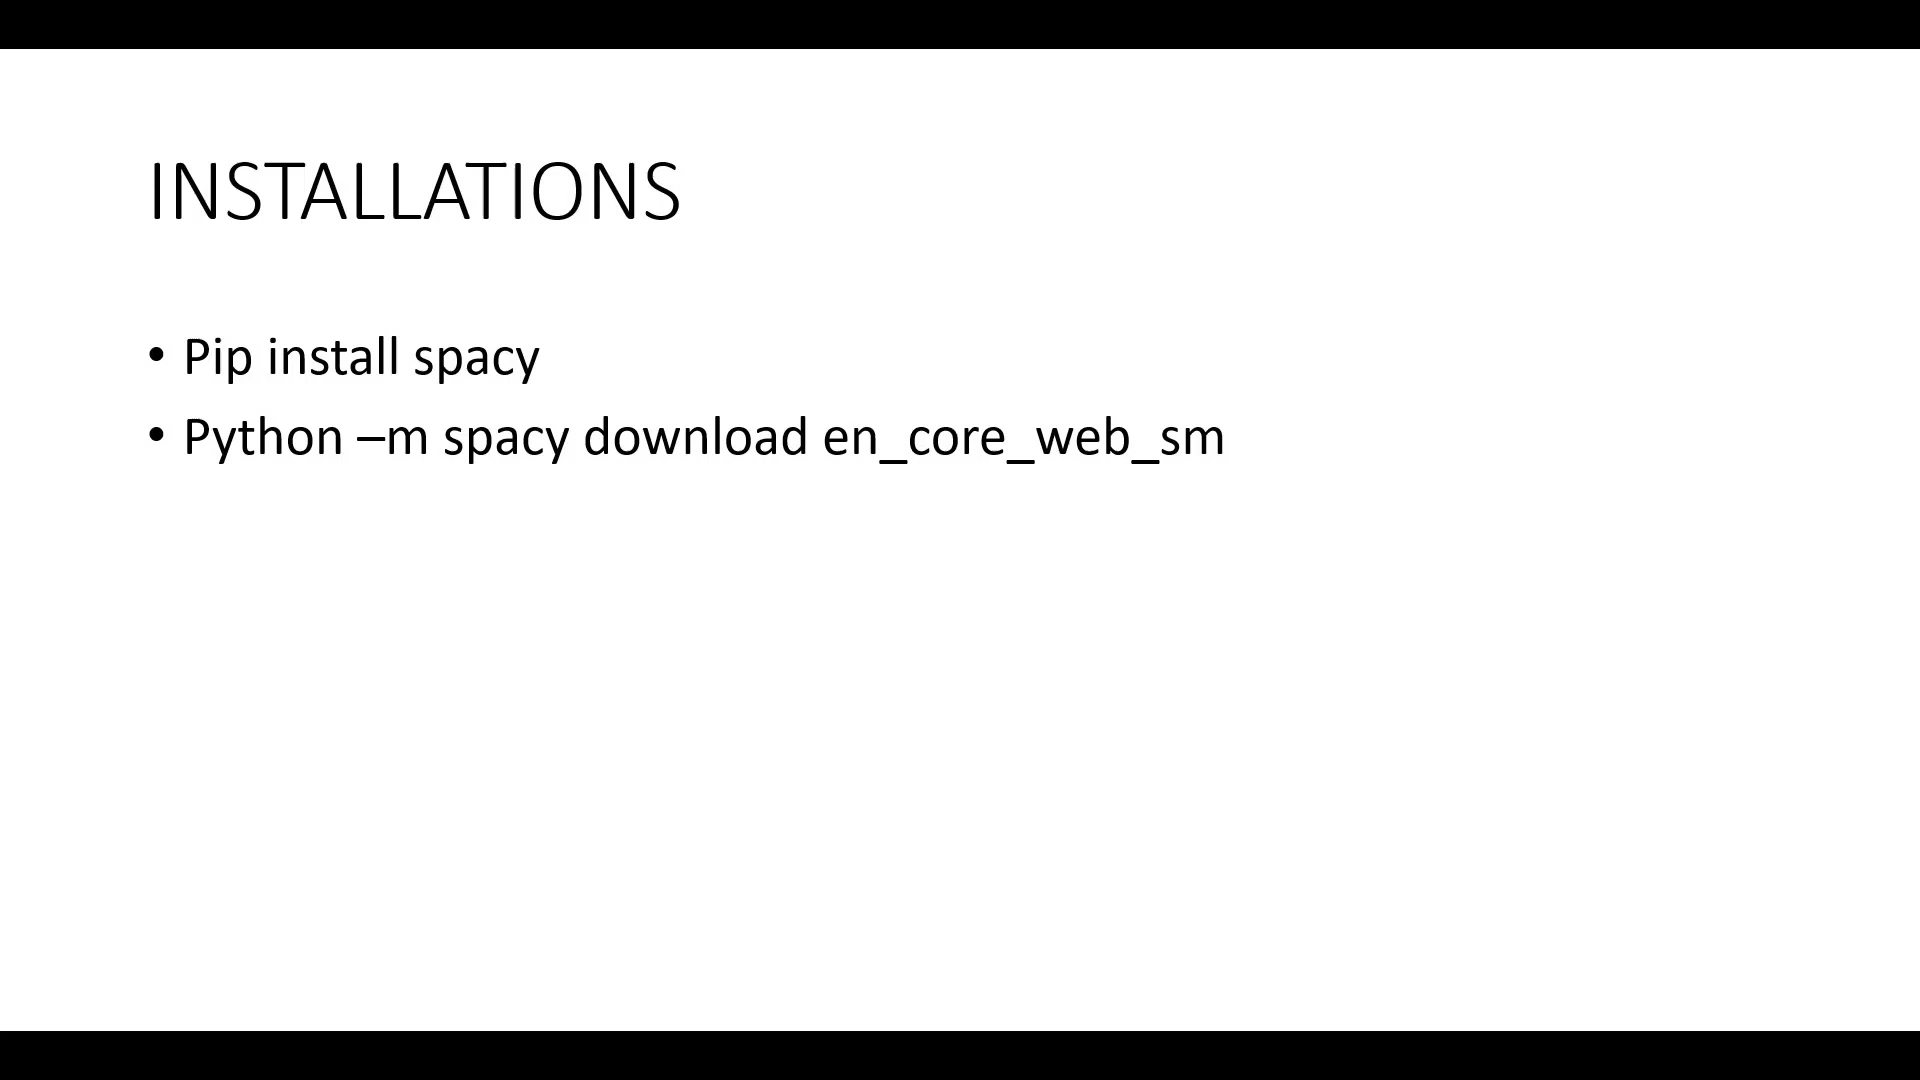 INSTALLATIONS
• Pip install spacy
• Python –m spacy download en_core_web_sm